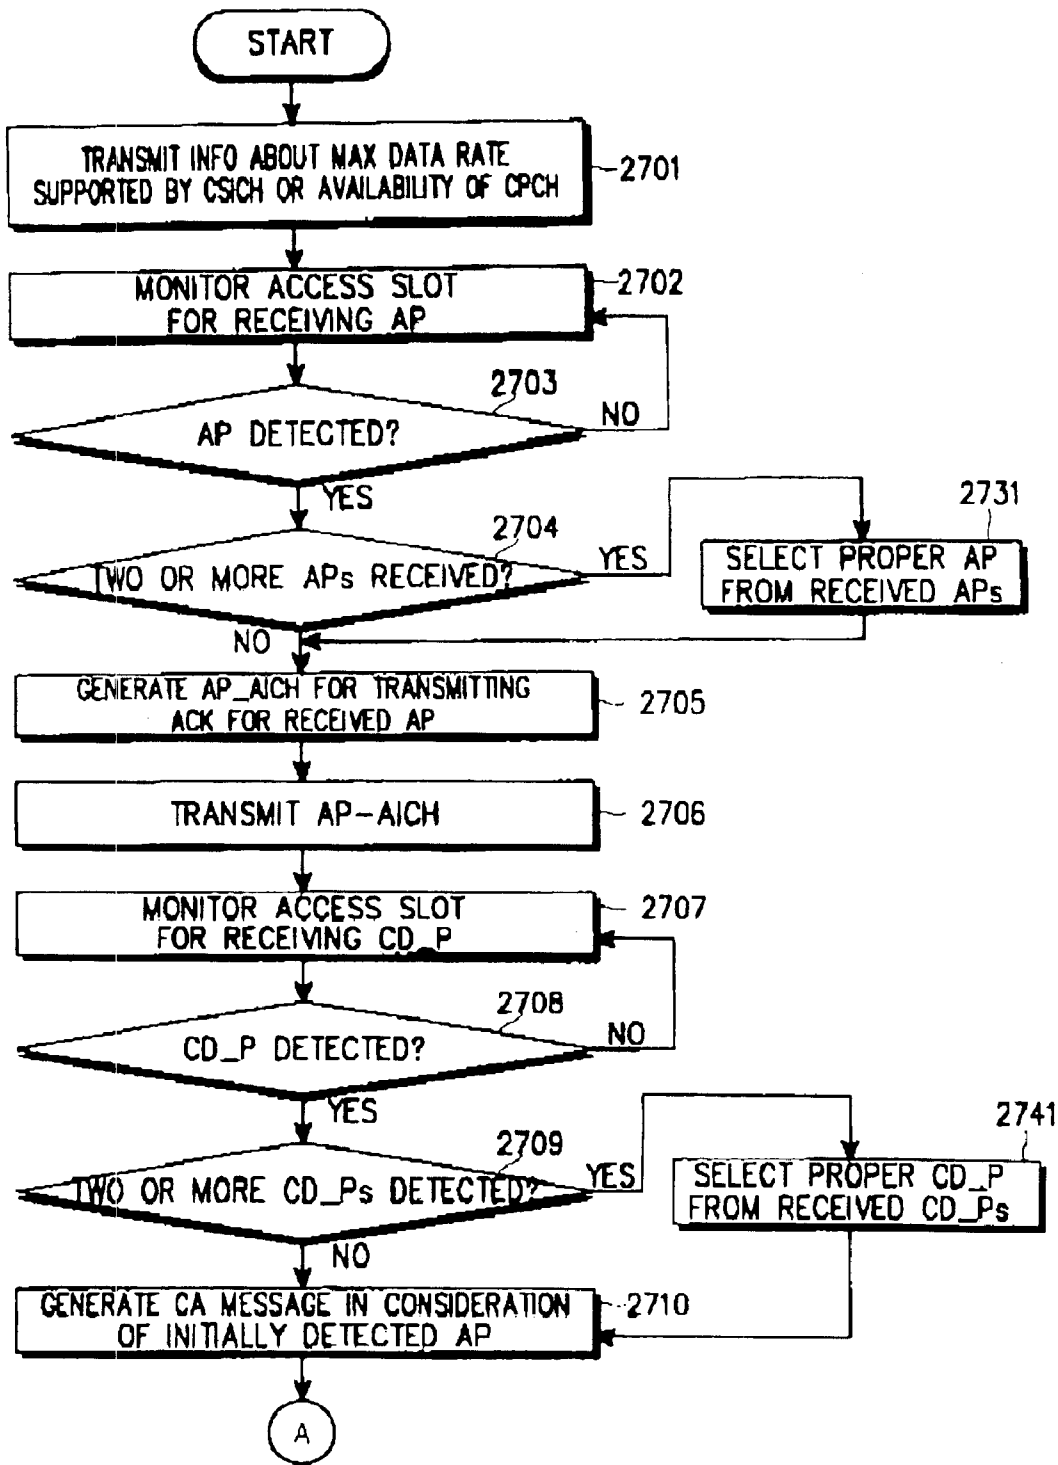 START
TRANSMIT INFO ABOUT MAX DATA RATE
SUPPORTED BY CSICH OR AVAILABILITY OF CPCH
2701
MONITOR ACCESS SLOT
FOR RECEIVING AP
2702
2703
AP DETECTED?
NO
YES
2704
TWO OR MORE APs RECEIVED?
YES
2731
SELECT PROPER AP
FROM RECEIVED APs
NO
GENERATE AP_AICH FOR TRANSMITTING
ACK FOR RECEIVED AP
2705
TRANSMIT AP-AICH
2706
MONITOR ACCESS SLOT
FOR RECEIVING CD_P
2707
2708
CD_P DETECTED?
NO
YES
2709
TWO OR MORE CD_Ps DETECTED?
YES
2741
SELECT PROPER CD_P
FROM RECEIVED CD_Ps
NO
GENERATE CA MESSAGE IN CONSIDERATION
OF INITIALLY DETECTED AP
2710
A